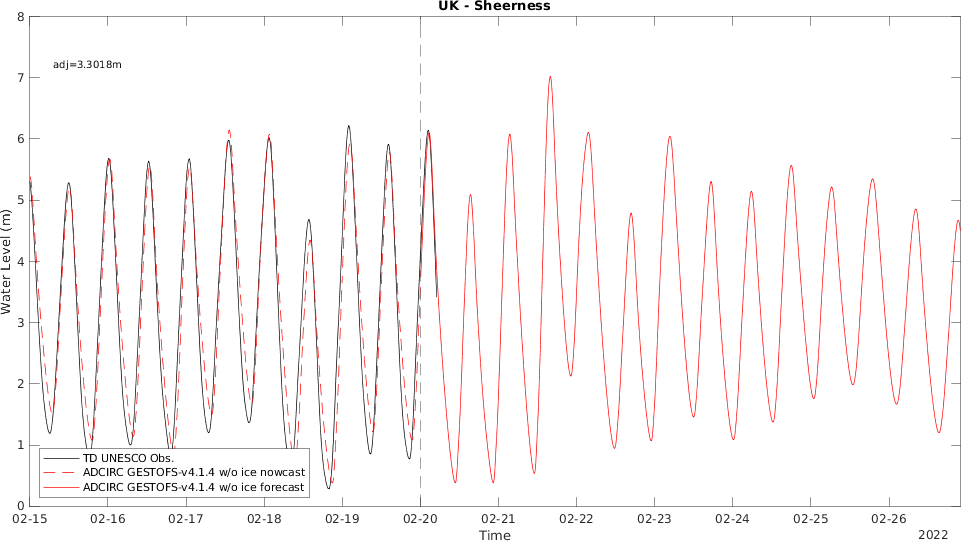 UK - Sheerness
8
adj=3.3018m
7
6
5
4
3
2
1
0
Water Level (m)
TD UNESCO Obs.
ADCIRC GESTOFS-v4.1.4 w/o ice nowcast
ADCIRC GESTOFS-v4.1.4 w/o ice forecast
02-15 02-16 02-17 02-18 02-19 02-20 02-21 02-22 02-23 02-24 02-25 02-26
Time
2022